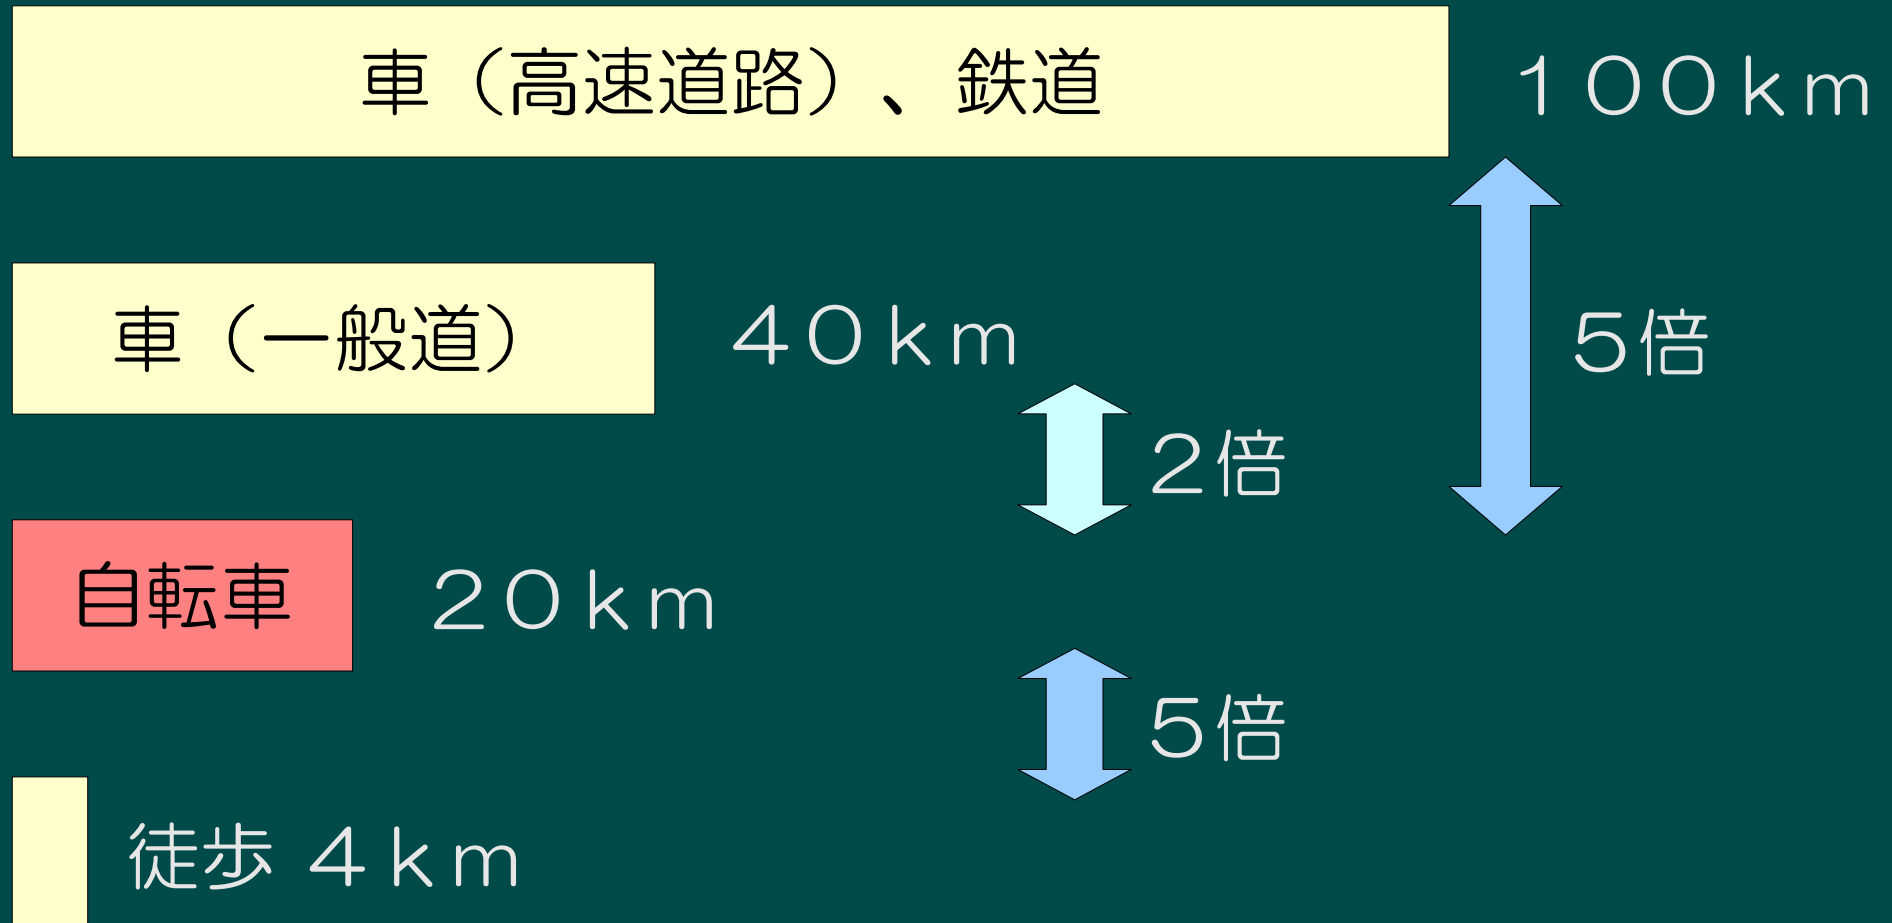 車（高速道路）、鉄道
１００ｋｍ
車（一般道）
４０ｋｍ
５倍
２倍
自転車
２０ｋｍ
５倍
徒歩 ４ｋｍ